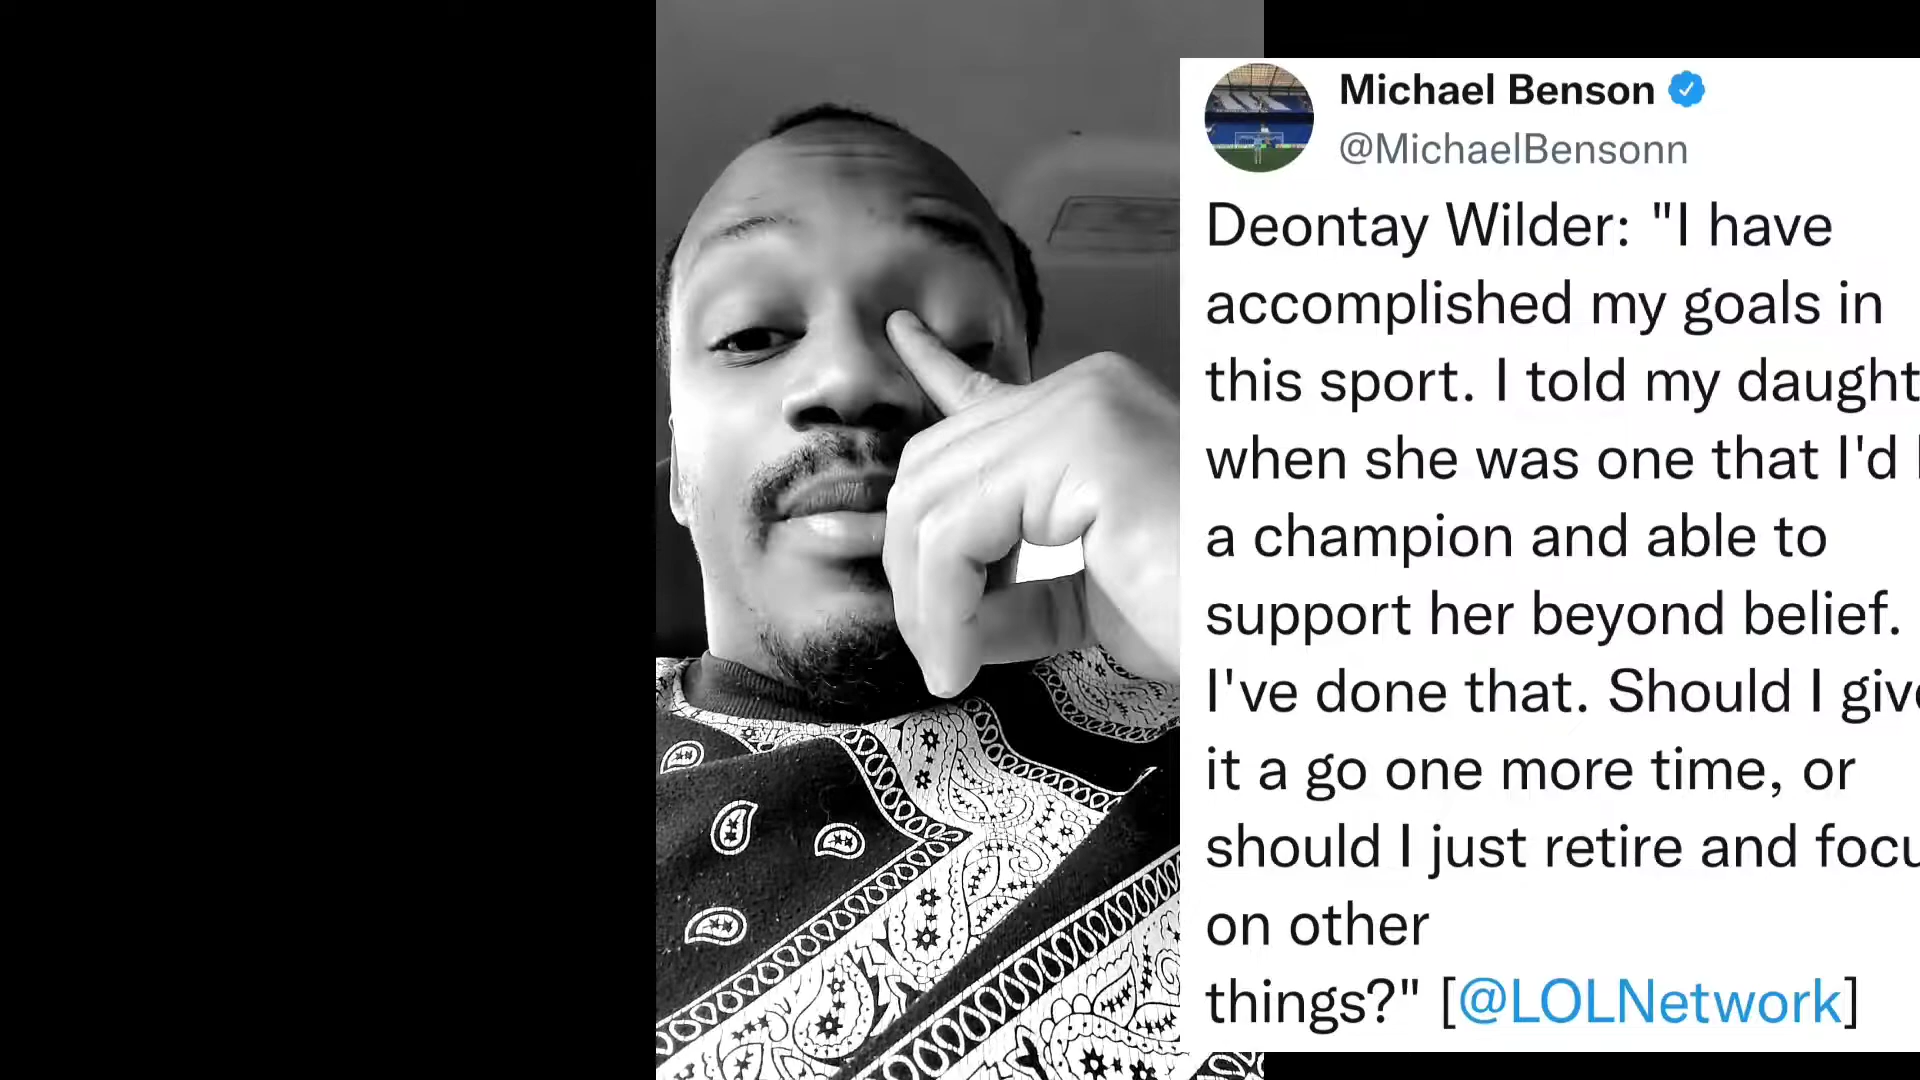 Michael Benson
@MichaelBensonn
Deontay Wilder: "I have
accomplished my goals in
this sport. I told my daught
when she was one that I'd
a champion and able to
support her beyond belief.
I've done that. Should I give
it a go one more time, or
should I just retire and focu
on other
things?" [@LOLNetwork]